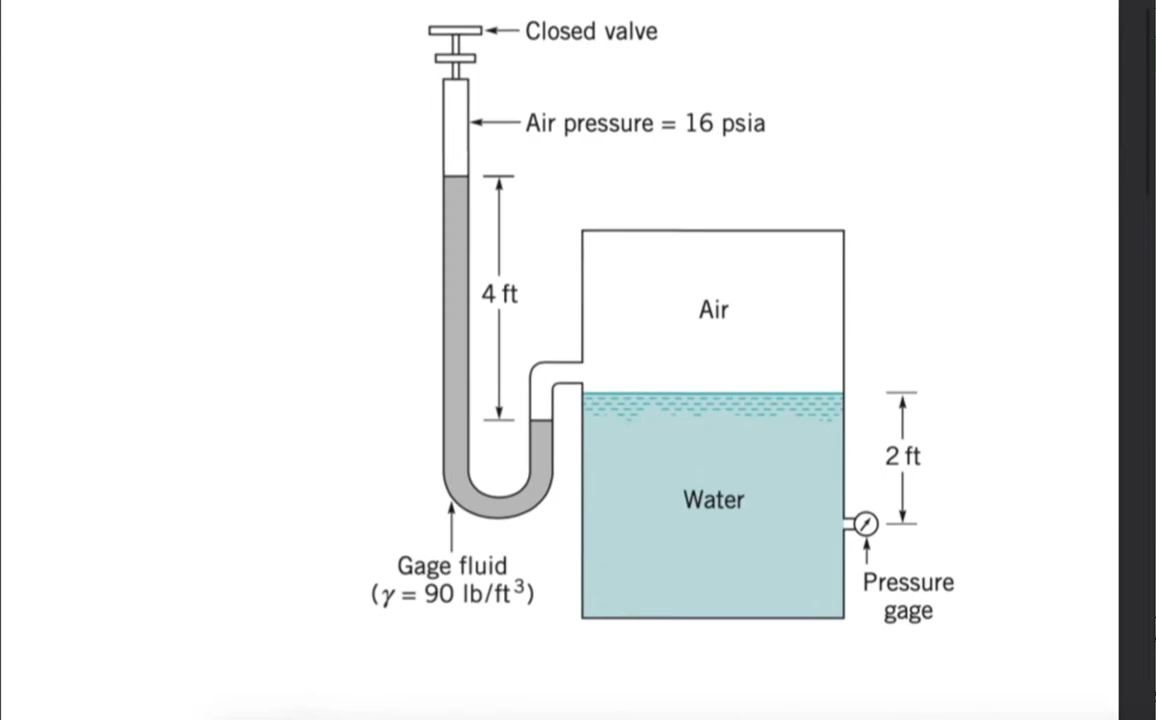 Closed valve
Air pressure = 16 psia
4 ft
Air
2 ft
Water
Gage fluid
(γ = 90 lb/ft³)
Pressure
gage